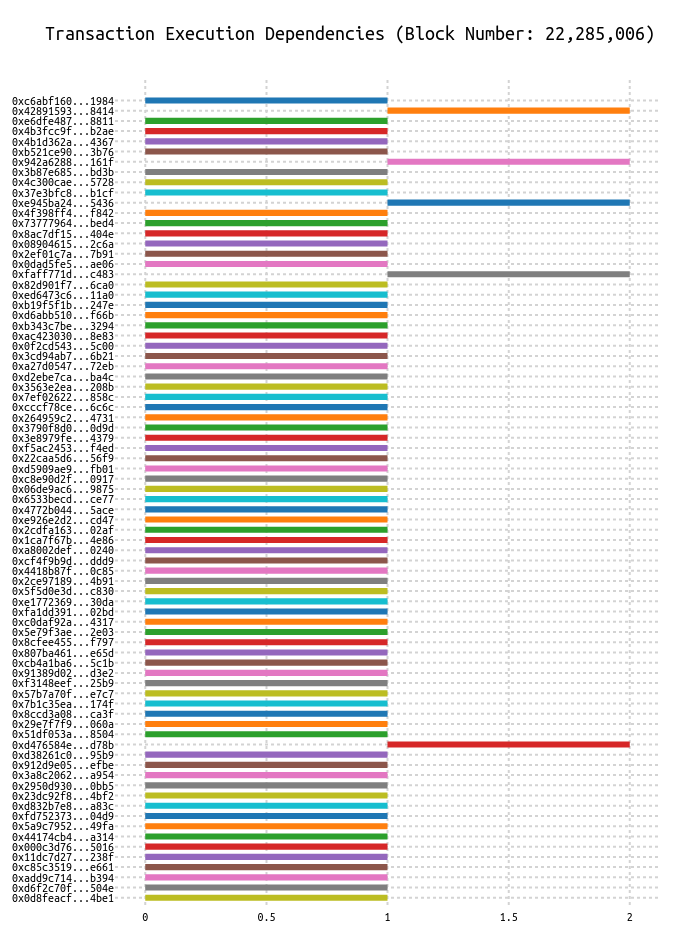 Transaction Execution Dependencies (Block Number: 22,285,006)
0xc6abf160...1984
0x42891593...8414
0xe6dfe487...8811
0x4b3fcc9f...b2ae
0x4b1d362a...4367
0xb521ce90...3b76
0x942a6288...161f
0x3b87e685...bd3b
0x4c300cae...5728
0x37e3bfc8...b1cf
0xe945ba24...5436
0x4f398ff4...f842
0x73777964...bed4
0x8ac7df15...404e
0x08904615...2c6a
0x2ef01c7a...7b91
0x0dad5fe5...ae06
0xfaff771d...c483
0x82d901f7...6ca0
0xed6473c6...11a0
0xb19f5f1b...247e
0xd6abb510...f66b
0xb343c7be...3294
0xac423030...8e83
0x0f2cd543...5c00
0x3cd94ab7...6b21
0xa27d0547...72eb
0xd2ebe7ca...ba4c
0x3563e2ea...208b
0x7ef02622...858c
0xcccf78ce...6c6c
0x264959c2...4731
0x3790f8d0...0d9d
0x3e8979fe...4379
0xf5ac2453...f4ed
0x22caa5d6...56f9
0xd5909ae9...fb01
0xc8e90d2f...0917
0x06de9ac6...9875
0x6533becd...ce77
0x4772b044...5ace
0xe926e2d2...cd47
0x2cdfa163...02af
0x1ca7f67b...4e86
0xa8002def...0240
0xcf4f9b9d...ddd9
0x4418b87f...0c85
0x2ce97189...4b91
0x5f5d0e3d...c830
0xe1772369...30da
0xfa1dd391...02bd
0xc0daf92a...4317
0x5e79f3ae...2e03
0x8cfee455...f797
0x807ba461...e65d
0xcb4a1ba6...5c1b
0x91389d02...d3e2
0xf3148eef...25b9
0x57b7a70f...e7c7
0x7b1c35ea...174f
0x8ccd3a08...ca3f
0x29e7f7f9...060a
0x51df053a...8504
0xd476584e...d78b
0xd38261c0...95b9
0x912d9e05...efbe
0x3a8c2062...a954
0x2950d930...0bb5
0x23dc92f8...4bf2
0xd832b7e8...a83c
0xfd752373...04d9
0x5a9c7952...49fa
0x44174cb4...a314
0x000c3d76...5016
0x11dc7d27...238f
0xc85c3519...e661
0xadd9c714...b394
0xd6f2c70f...504e
0x0d8feacf...4be1
0 0.5 1 1.5 2